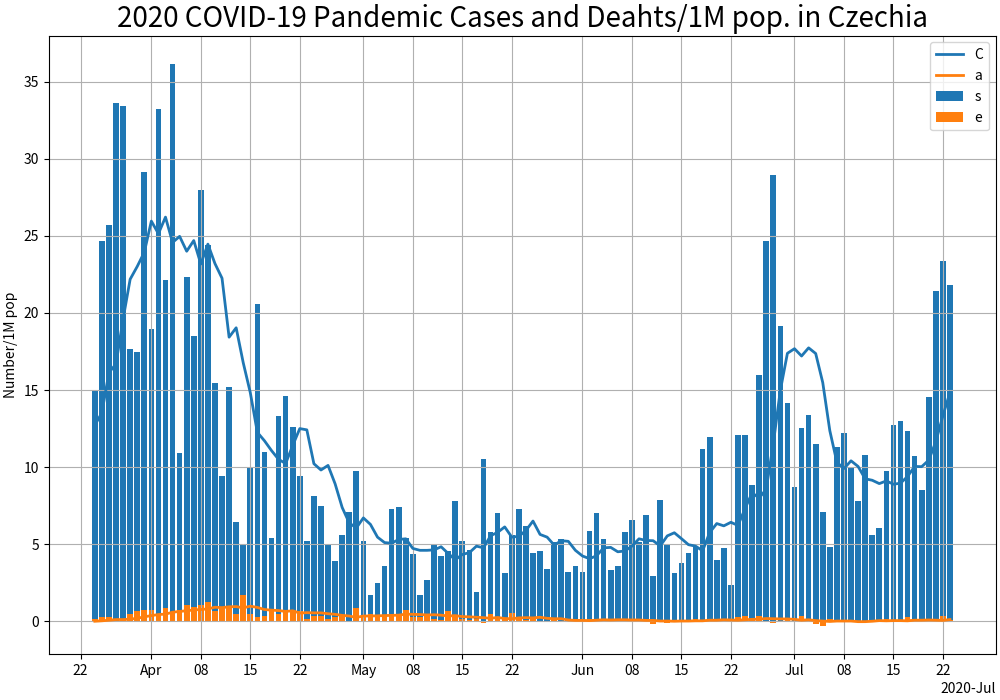 2020 COVID-19 Pandemic Cases and Deahts/1M pop. in Czechia
C
a
s
e
Number/1M pop
35
30
25
20
15
10
5
0
22 Apr 08 15 22 May 08 15 22 Jun 08 15 22 Jul 08 15 22
2020-Jul